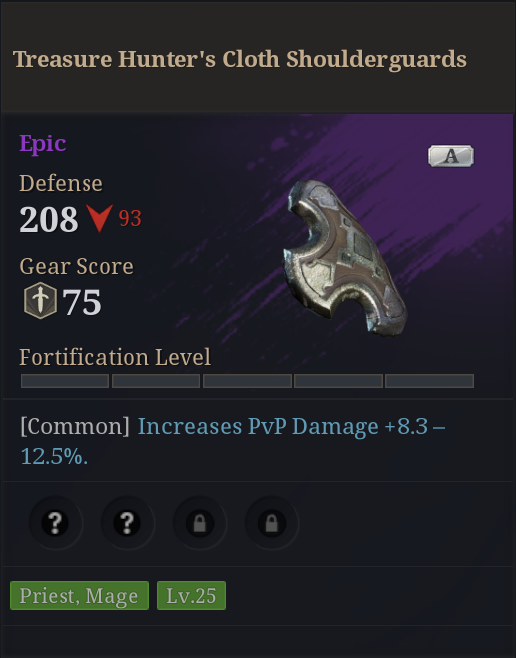 Treasure Hunter's Cloth Shoulderguards
Epic
A
Defense
208 93
Gear Score
75
Fortification Level
[Common] Increases PvP Damage +8.3 –
12.5%.
? ?
Priest, Mage Lv.25